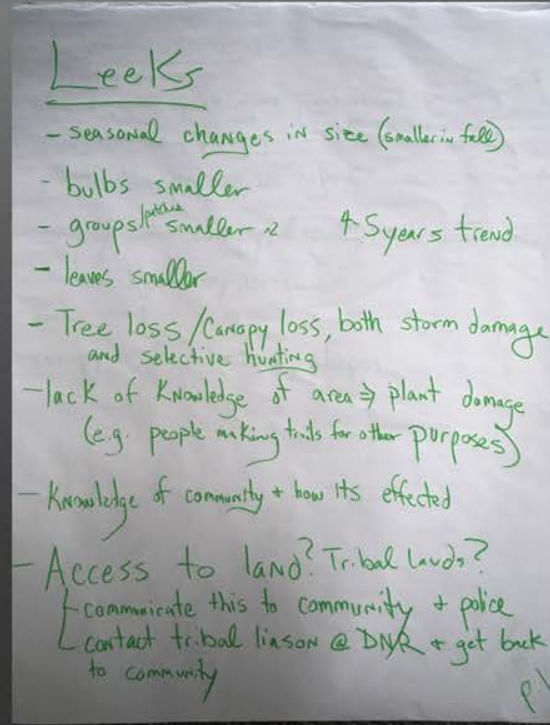 Leeks
- seasonal changes in size (smaller in fall)
- bulbs smaller
- groups/patches smaller 4-5 years trend
- leaves smaller
- Tree loss/Canopy loss, both storm damage
and selective hunting
- lack of Knowledge of area ⇒ plant damage
(e.g. people making trails for other purposes)
- Knowledge of community + how its effected
- Access to land? Tribal Lands?
- communicate this to community + police
- contact tribal liason @ DNR + get back
to community
p.1